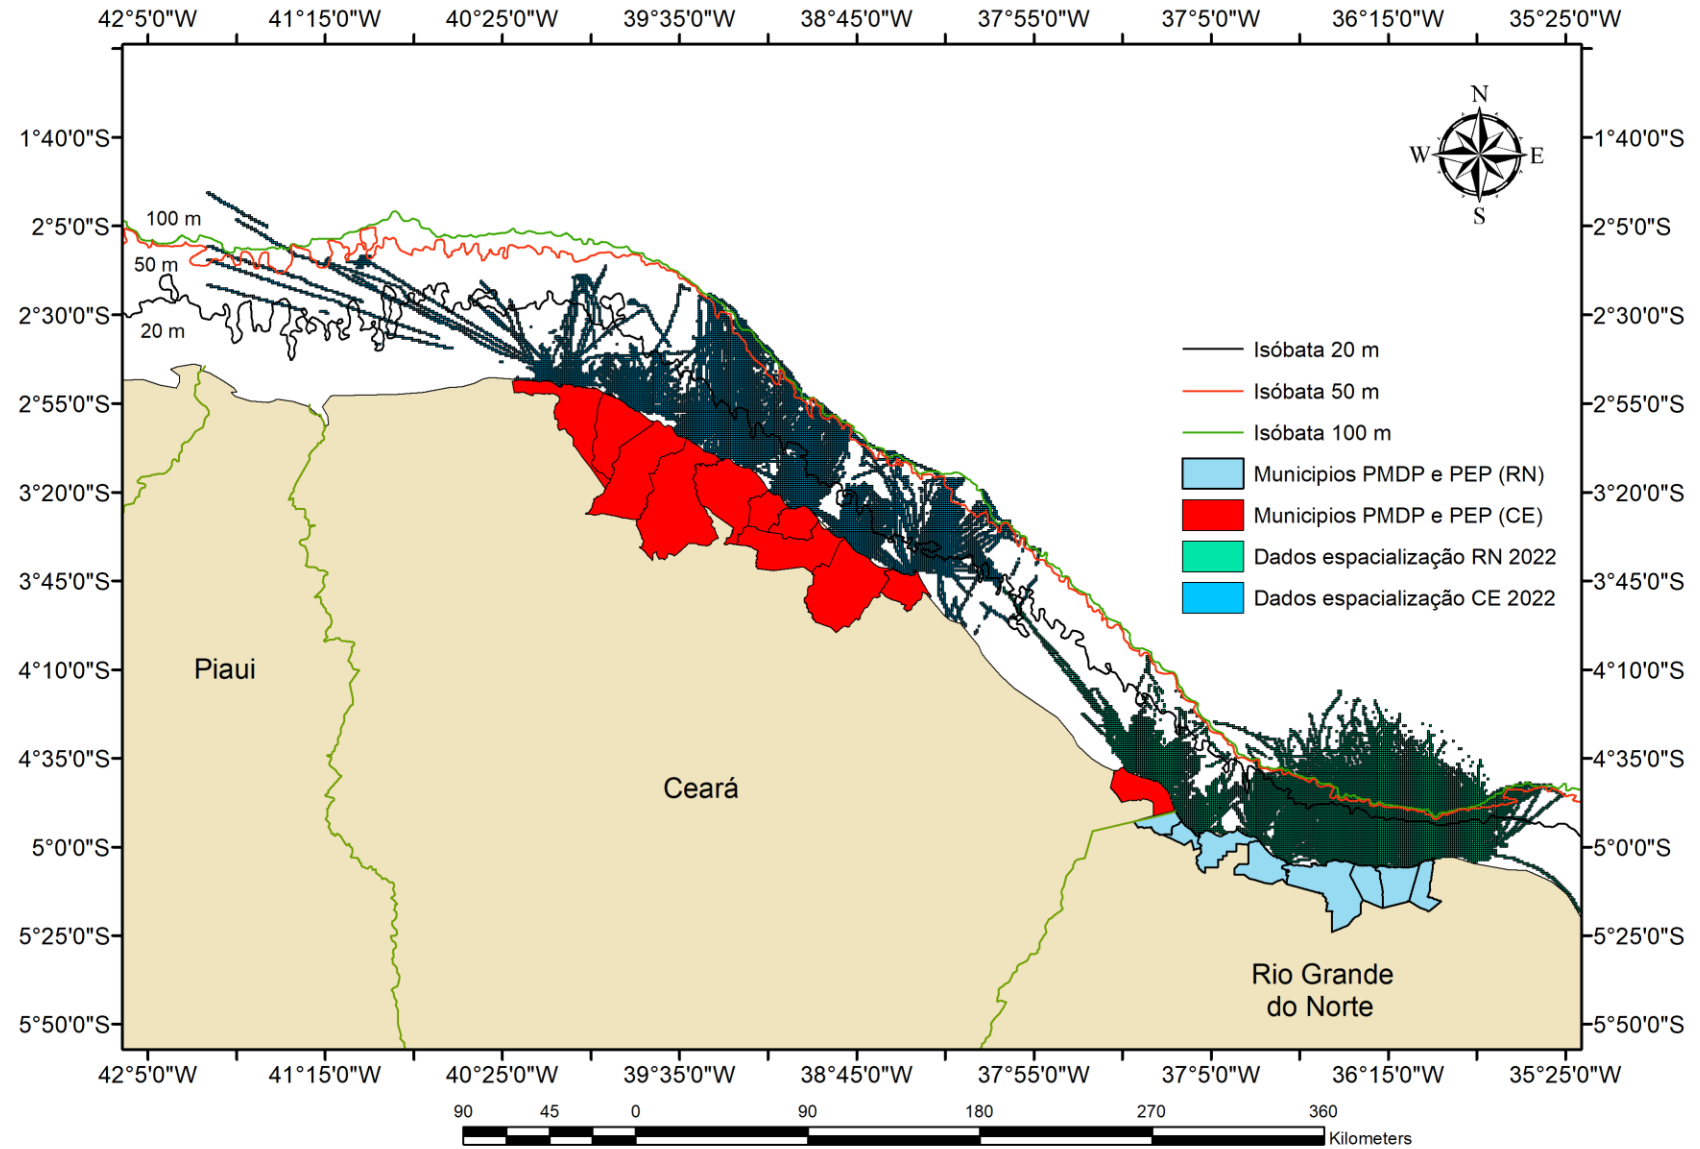 42°5'0"W 41°15'0"W 40°25'0"W 39°35'0"W 38°45'0"W 37°55'0"W 37°50'0"W 36°15'0"W 35°25'0"W
N
W E
S
1°40'0"S 1°40'0"S
2°5'0"S 2°5'0"S
2°30'0"S 2°30'0"S
2°55'0"S 2°55'0"S
3°20'0"S 3°20'0"S
3°45'0"S 3°45'0"S
4°10'0"S 4°10'0"S
4°35'0"S 4°35'0"S
5°0'0"S 5°0'0"S
5°25'0"S 5°25'0"S
5°50'0"S 5°50'0"S
100 m
50 m
20 m
Isóbata 20 m
Isóbata 50 m
Isóbata 100 m
Municipios PMDP e PEP (RN)
Municipios PMDP e PEP (CE)
Dados espacialização RN 2022
Dados espacialização CE 2022
Piaui
Ceará
Rio Grande
do Norte
42°5'0"W 41°15'0"W 40°25'0"W 39°35'0"W 38°45'0"W 37°55'0"W 37°50'0"W 36°15'0"W 35°25'0"W
90 45 0 90 180 270 360
Kilometers